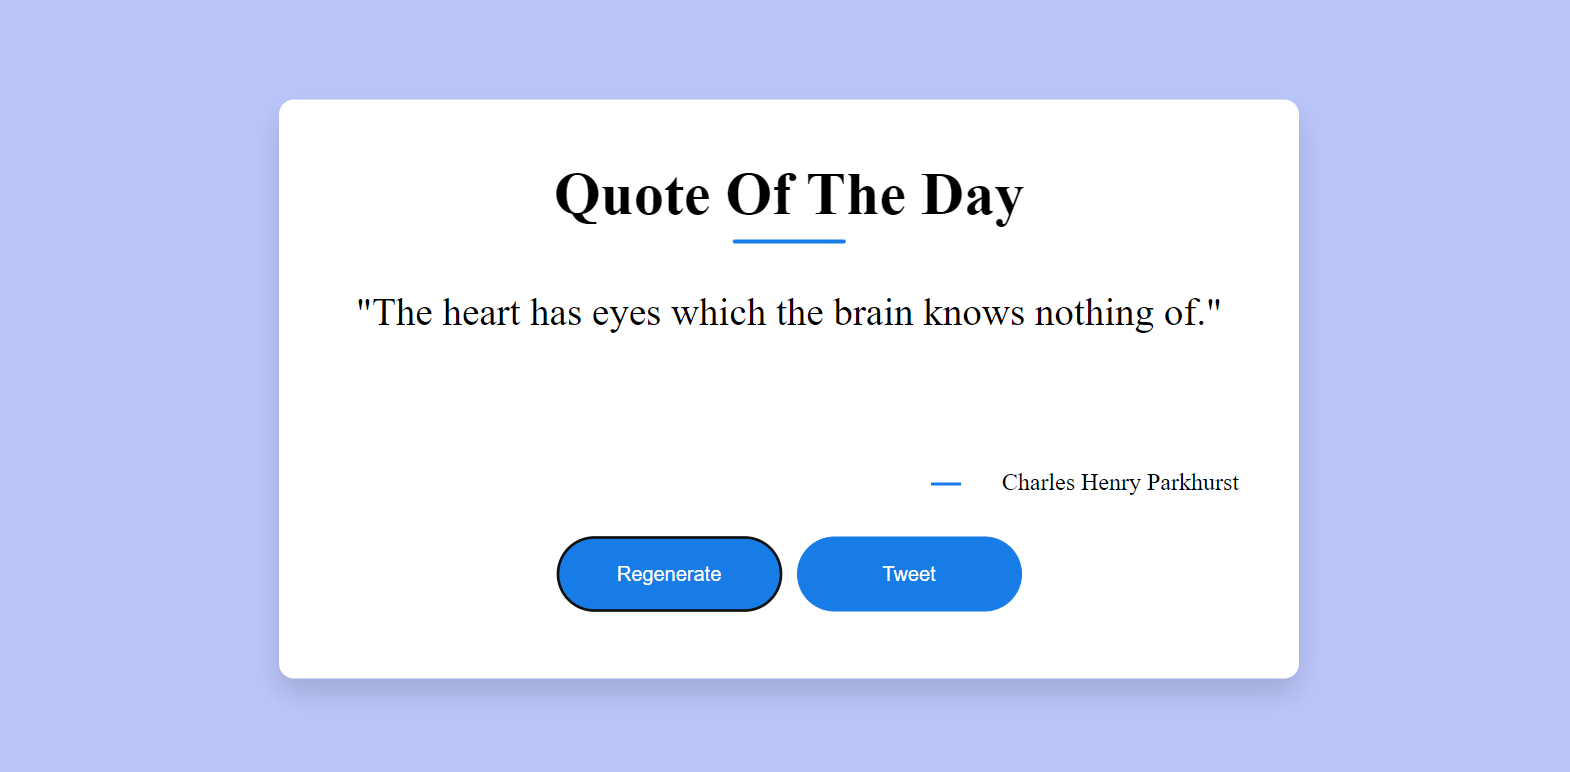 Quote Of The Day
"The heart has eyes which the brain knows nothing of."
— Charles Henry Parkhurst
Regenerate
Tweet